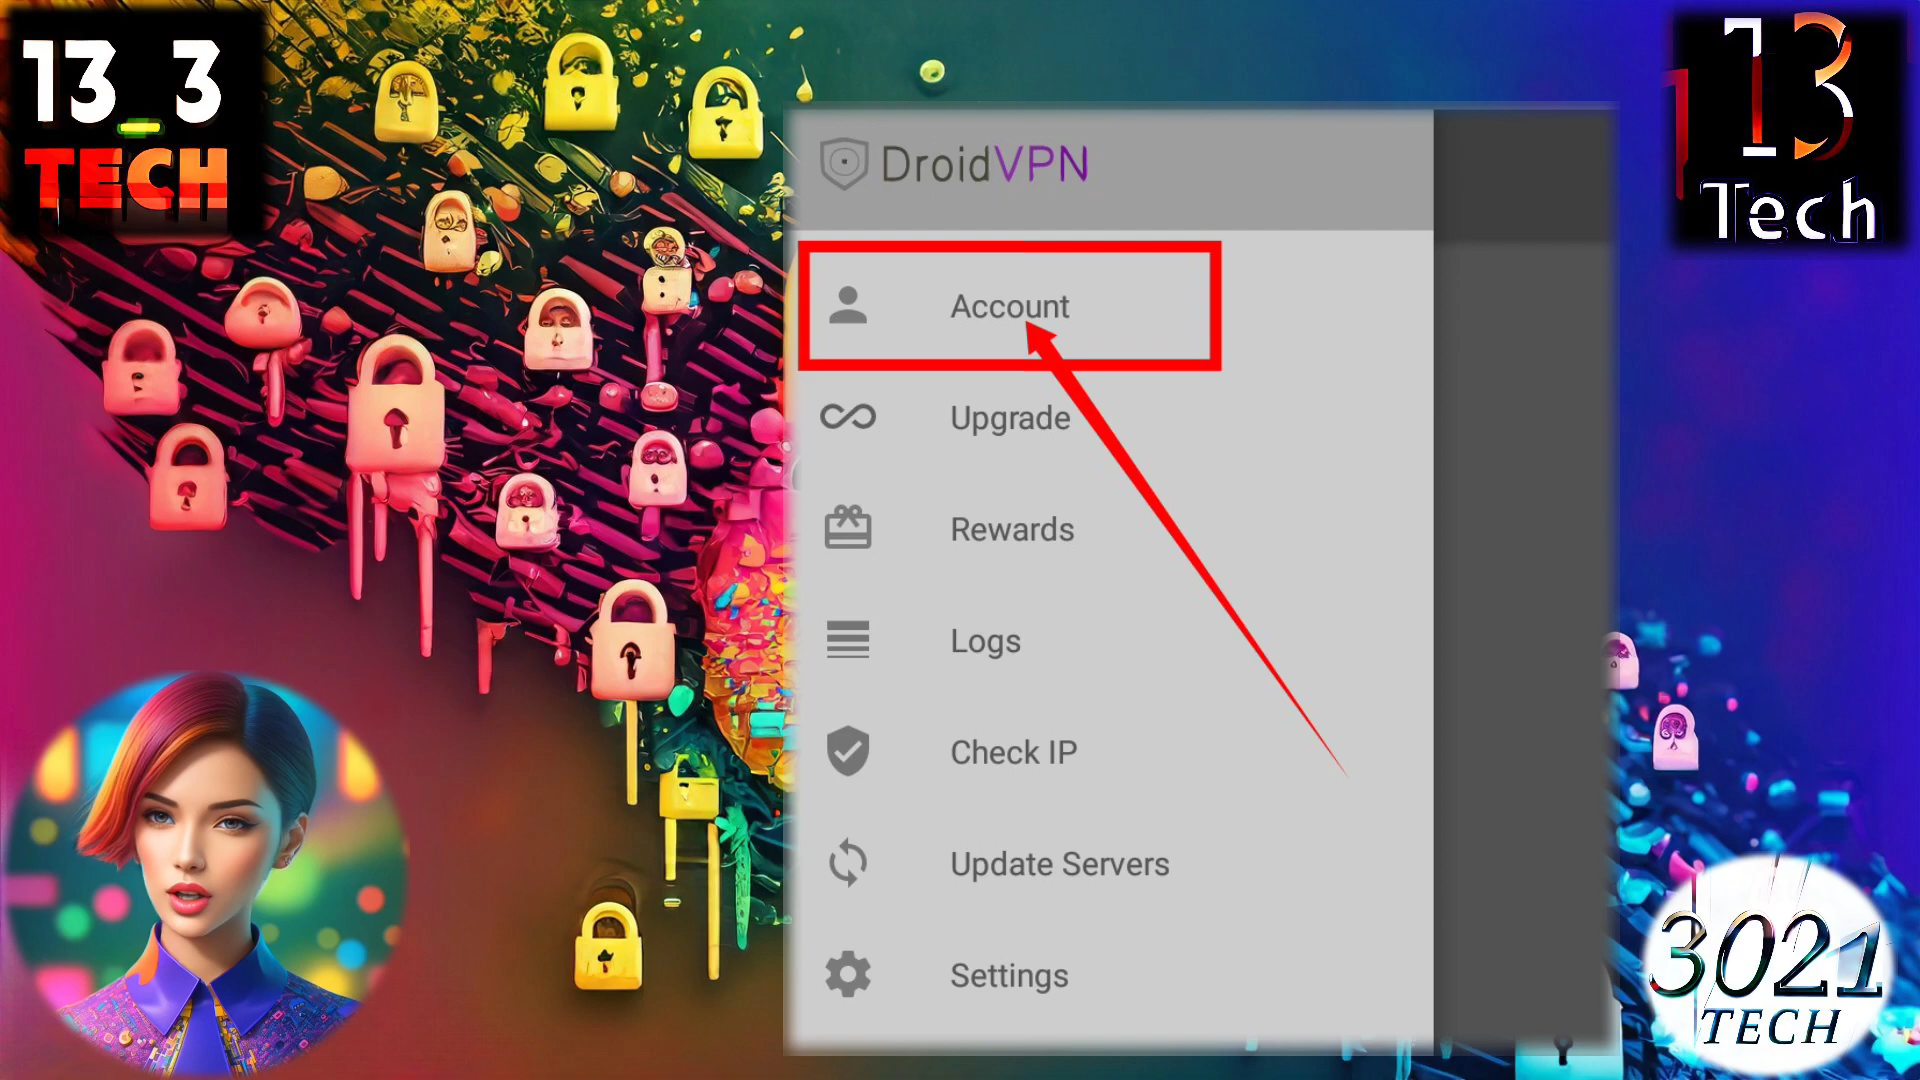 13_3
TECH
13
Tech
DroidVPN
Account
Upgrade
Rewards
Logs
Check IP
Update Servers
Settings
3021
TECH